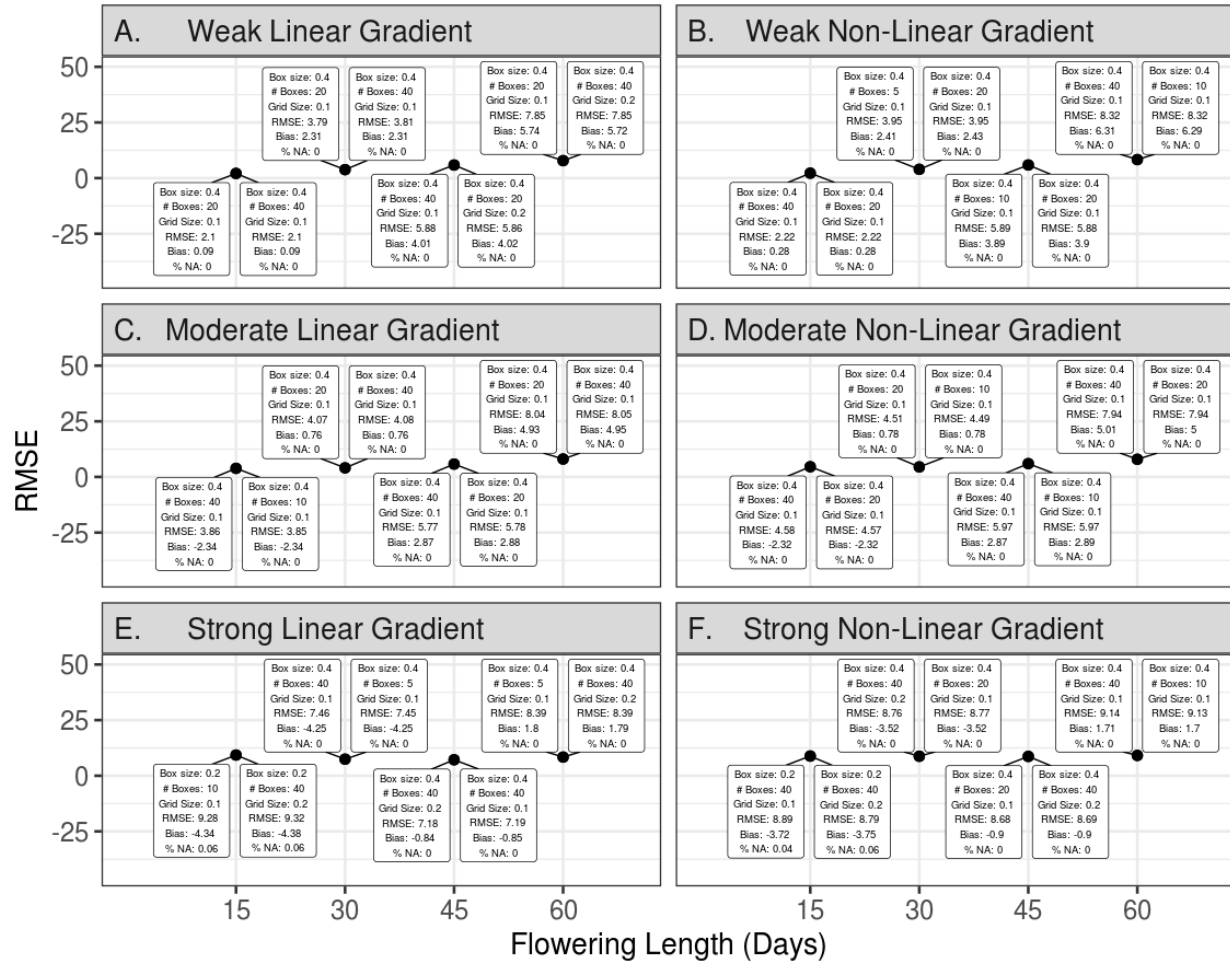 A. Weak Linear Gradient
B. Weak Non-Linear Gradient
50
25
0
-25
Box size: 0.4
# Boxes: 20
Grid Size: 0.1
RMSE: 2.1
Bias: 0.09
% NA: 0
Box size: 0.4
# Boxes: 40
Grid Size: 0.1
RMSE: 2.1
Bias: 0.09
% NA: 0
Box size: 0.4
# Boxes: 20
Grid Size: 0.1
RMSE: 3.79
Bias: 2.31
% NA: 0
Box size: 0.4
# Boxes: 40
Grid Size: 0.1
RMSE: 3.81
Bias: 2.31
% NA: 0
Box size: 0.4
# Boxes: 40
Grid Size: 0.1
RMSE: 5.88
Bias: 4.01
% NA: 0
Box size: 0.4
# Boxes: 20
Grid Size: 0.2
RMSE: 5.86
Bias: 4.02
% NA: 0
Box size: 0.4
# Boxes: 20
Grid Size: 0.1
RMSE: 7.85
Bias: 5.74
% NA: 0
Box size: 0.4
# Boxes: 40
Grid Size: 0.2
RMSE: 7.85
Bias: 5.72
% NA: 0
Box size: 0.4
# Boxes: 40
Grid Size: 0.1
RMSE: 2.22
Bias: 0.28
% NA: 0
Box size: 0.4
# Boxes: 20
Grid Size: 0.1
RMSE: 2.22
Bias: 0.28
% NA: 0
Box size: 0.4
# Boxes: 5
Grid Size: 0.1
RMSE: 3.95
Bias: 2.41
% NA: 0
Box size: 0.4
# Boxes: 20
Grid Size: 0.1
RMSE: 3.95
Bias: 2.43
% NA: 0
Box size: 0.4
# Boxes: 10
Grid Size: 0.1
RMSE: 5.89
Bias: 3.89
% NA: 0
Box size: 0.4
# Boxes: 20
Grid Size: 0.1
RMSE: 5.88
Bias: 3.9
% NA: 0
Box size: 0.4
# Boxes: 40
Grid Size: 0.1
RMSE: 8.32
Bias: 6.31
% NA: 0
Box size: 0.4
# Boxes: 10
Grid Size: 0.1
RMSE: 8.32
Bias: 6.29
% NA: 0
C. Moderate Linear Gradient
D. Moderate Non-Linear Gradient
RMSE
50
25
0
-25
Box size: 0.4
# Boxes: 40
Grid Size: 0.1
RMSE: 3.86
Bias: -2.34
% NA: 0
Box size: 0.4
# Boxes: 10
Grid Size: 0.1
RMSE: 3.85
Bias: -2.34
% NA: 0
Box size: 0.4
# Boxes: 20
Grid Size: 0.1
RMSE: 4.07
Bias: 0.76
% NA: 0
Box size: 0.4
# Boxes: 40
Grid Size: 0.1
RMSE: 4.08
Bias: 0.76
% NA: 0
Box size: 0.4
# Boxes: 40
Grid Size: 0.1
RMSE: 5.77
Bias: 2.87
% NA: 0
Box size: 0.4
# Boxes: 20
Grid Size: 0.1
RMSE: 5.78
Bias: 2.88
% NA: 0
Box size: 0.4
# Boxes: 20
Grid Size: 0.1
RMSE: 8.04
Bias: 4.93
% NA: 0
Box size: 0.4
# Boxes: 40
Grid Size: 0.1
RMSE: 8.05
Bias: 4.95
% NA: 0
Box size: 0.4
# Boxes: 40
Grid Size: 0.1
RMSE: 4.58
Bias: -2.32
% NA: 0
Box size: 0.4
# Boxes: 20
Grid Size: 0.1
RMSE: 4.57
Bias: -2.32
% NA: 0
Box size: 0.4
# Boxes: 20
Grid Size: 0.1
RMSE: 4.51
Bias: 0.78
% NA: 0
Box size: 0.4
# Boxes: 10
Grid Size: 0.1
RMSE: 4.49
Bias: 0.78
% NA: 0
Box size: 0.4
# Boxes: 40
Grid Size: 0.1
RMSE: 5.97
Bias: 2.87
% NA: 0
Box size: 0.4
# Boxes: 10
Grid Size: 0.1
RMSE: 5.97
Bias: 2.89
% NA: 0
Box size: 0.4
# Boxes: 40
Grid Size: 0.1
RMSE: 7.94
Bias: 5.01
% NA: 0
Box size: 0.4
# Boxes: 20
Grid Size: 0.1
RMSE: 7.94
Bias: 5
% NA: 0
E. Strong Linear Gradient
F. Strong Non-Linear Gradient
50
25
0
-25
Box size: 0.2
# Boxes: 10
Grid Size: 0.1
RMSE: 9.28
Bias: -4.34
% NA: 0.06
Box size: 0.2
# Boxes: 40
Grid Size: 0.2
RMSE: 9.32
Bias: -4.38
% NA: 0.06
Box size: 0.4
# Boxes: 40
Grid Size: 0.1
RMSE: 7.46
Bias: -4.25
% NA: 0
Box size: 0.4
# Boxes: 5
Grid Size: 0.1
RMSE: 7.45
Bias: -4.25
% NA: 0
Box size: 0.4
# Boxes: 40
Grid Size: 0.2
RMSE: 7.18
Bias: -0.84
% NA: 0
Box size: 0.4
# Boxes: 40
Grid Size: 0.1
RMSE: 7.19
Bias: -0.85
% NA: 0
Box size: 0.4
# Boxes: 5
Grid Size: 0.1
RMSE: 8.39
Bias: 1.8
% NA: 0
Box size: 0.4
# Boxes: 40
Grid Size: 0.2
RMSE: 8.39
Bias: 1.79
% NA: 0
Box size: 0.2
# Boxes: 40
Grid Size: 0.1
RMSE: 8.89
Bias: -3.72
% NA: 0.04
Box size: 0.2
# Boxes: 40
Grid Size: 0.2
RMSE: 8.79
Bias: -3.75
% NA: 0.06
Box size: 0.4
# Boxes: 40
Grid Size: 0.2
RMSE: 8.76
Bias: -3.52
% NA: 0
Box size: 0.4
# Boxes: 20
Grid Size: 0.1
RMSE: 8.77
Bias: -3.52
% NA: 0
Box size: 0.4
# Boxes: 20
Grid Size: 0.1
RMSE: 8.68
Bias: -0.9
% NA: 0
Box size: 0.4
# Boxes: 40
Grid Size: 0.2
RMSE: 8.69
Bias: -0.9
% NA: 0
Box size: 0.4
# Boxes: 40
Grid Size: 0.1
RMSE: 9.14
Bias: 1.71
% NA: 0
Box size: 0.4
# Boxes: 10
Grid Size: 0.1
RMSE: 9.13
Bias: 1.7
% NA: 0
15 30 45 60
15 30 45 60
Flowering Length (Days)